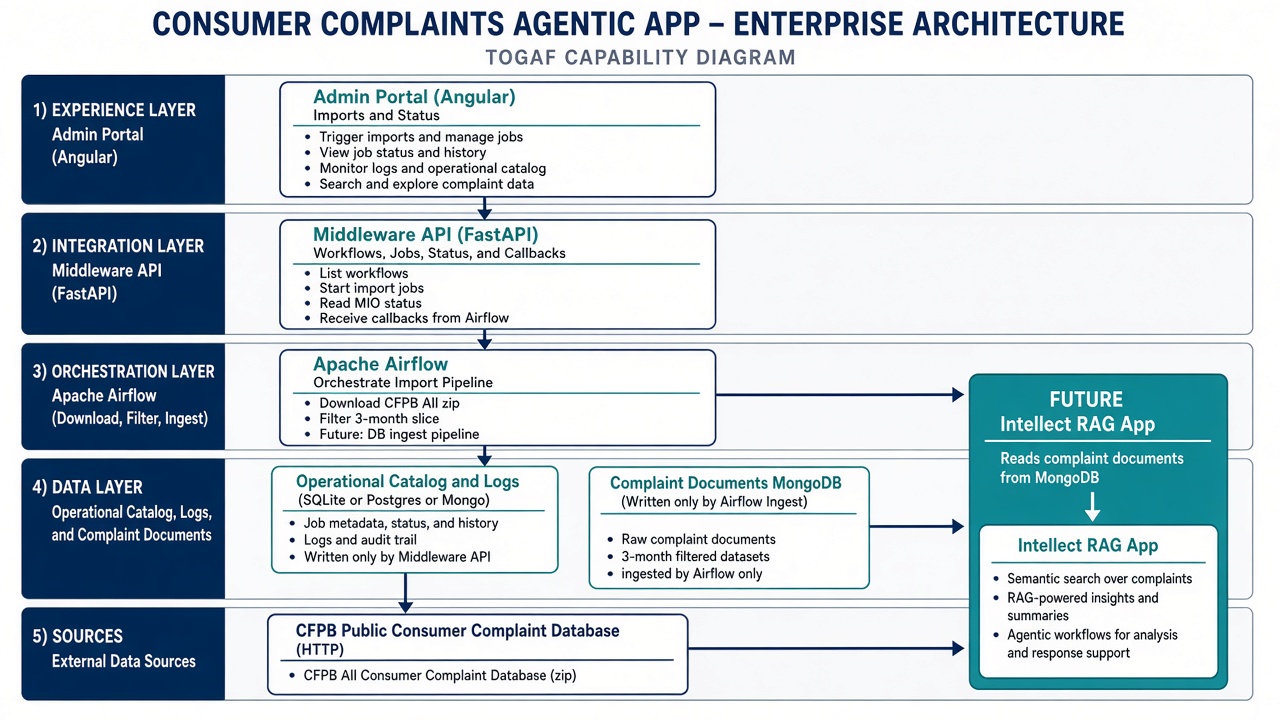 CONSUMER COMPLAINTS AGENTIC APP – ENTERPRISE ARCHITECTURE
TOGAF CAPABILITY DIAGRAM
1) EXPERIENCE LAYER
Admin Portal
(Angular)
Admin Portal (Angular)
Imports and Status
• Trigger imports and manage jobs
• View job status and history
• Monitor logs and operational catalog
• Search and explore complaint data
2) INTEGRATION LAYER
Middleware API
(FastAPI)
Middleware API (FastAPI)
Workflows, Jobs, Status, and Callbacks
• List workflows
• Start import jobs
• Read MIO status
• Receive callbacks from Airflow
3) ORCHESTRATION LAYER
Apache Airflow
(Download, Filter, Ingest)
Apache Airflow
Orchestrate Import Pipeline
• Download CFPB All zip
• Filter 3-month slice
• Future: DB ingest pipeline
4) DATA LAYER
Operational Catalog, Logs,
and Complaint Documents
Operational Catalog and Logs
(SQLite or Postgres or Mongo)
• Job metadata, status, and history
• Logs and audit trail
• Written only by Middleware API
Complaint Documents MongoDB
(Written only by Airflow Ingest)
• Raw complaint documents
• 3-month filtered datasets
• ingested by Airflow only
5) SOURCES
External Data Sources
CFPB Public Consumer Complaint Database
(HTTP)
• CFPB All Consumer Complaint Database (zip)
FUTURE
Intellect RAG App
Reads complaint documents
from MongoDB
Intellect RAG App
• Semantic search over complaints
• RAG-powered insights and
summaries
• Agentic workflows for analysis
and response support